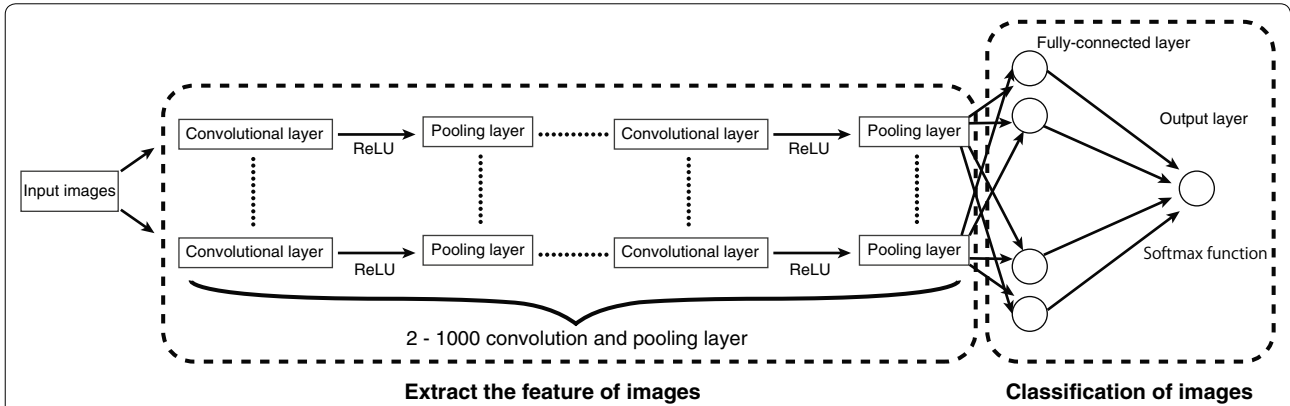 Fully-connected layer
Output layer
Convolutional layer
ReLU
Pooling layer
Convolutional layer
ReLU
Pooling layer
Input images
Convolutional layer
ReLU
Pooling layer
Convolutional layer
ReLU
Pooling layer
Softmax function
2 - 1000 convolution and pooling layer
Extract the feature of images
Classification of images